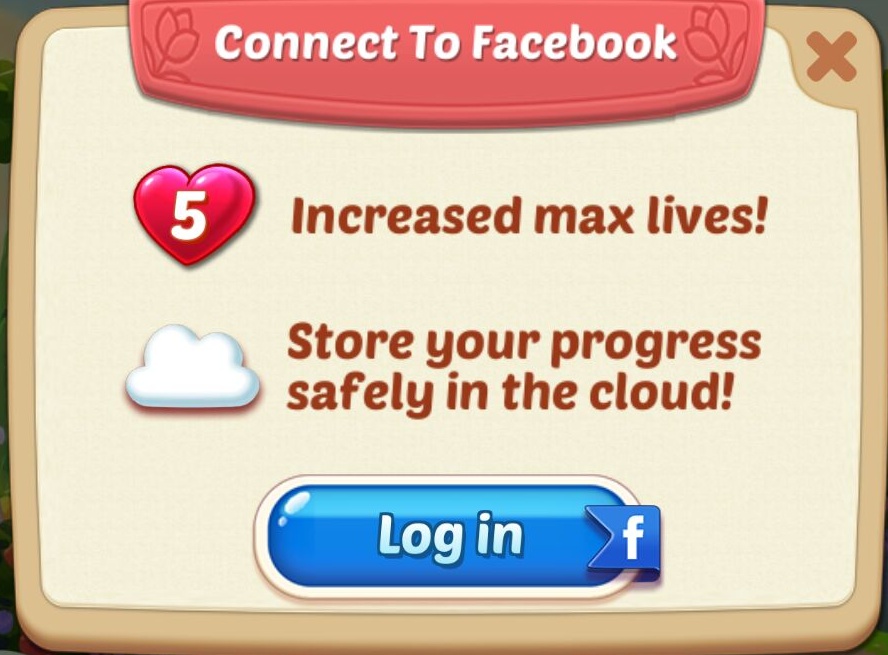 Connect To Facebook
5
Increased max lives!
Store your progress
safely in the cloud!
Log in
f